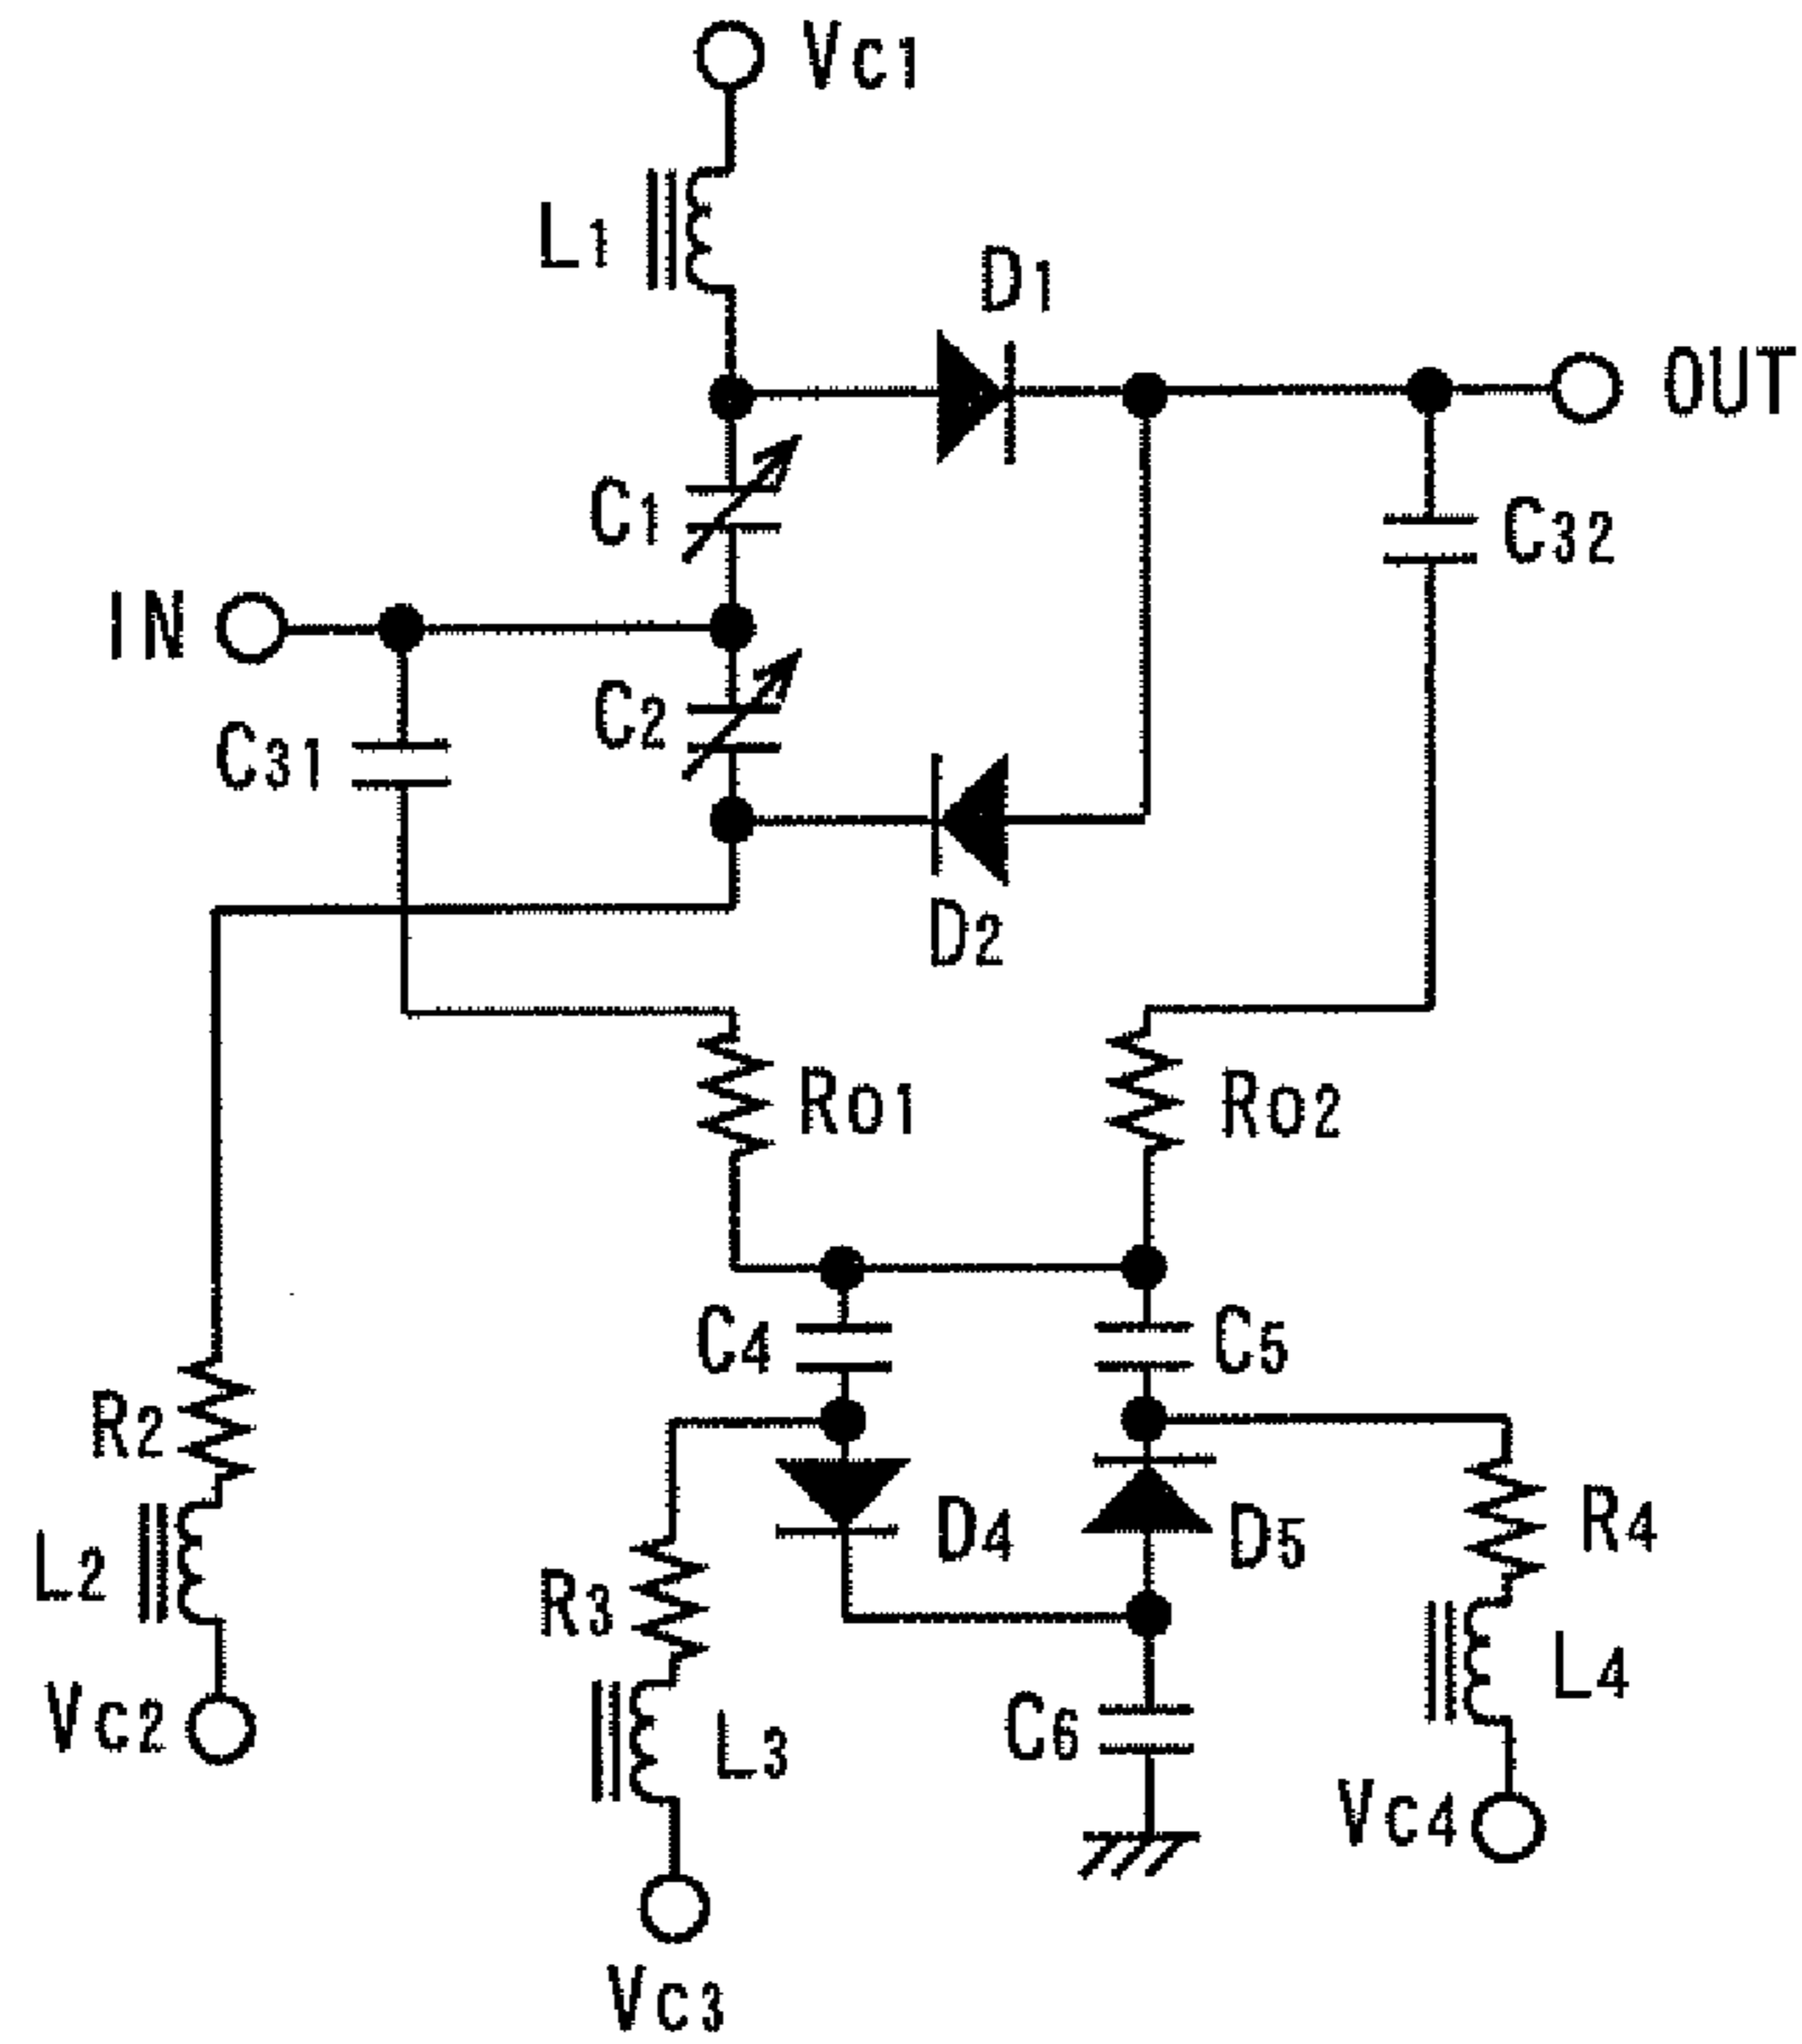 Vc1
L1
D1
OUT
C1
C32
IN
C2
C31
D2
Ro1
Ro2
C4
C5
R2
D4
D5
R4
L2
R3
L4
Vc2
C6
L3
Vc4
Vc3